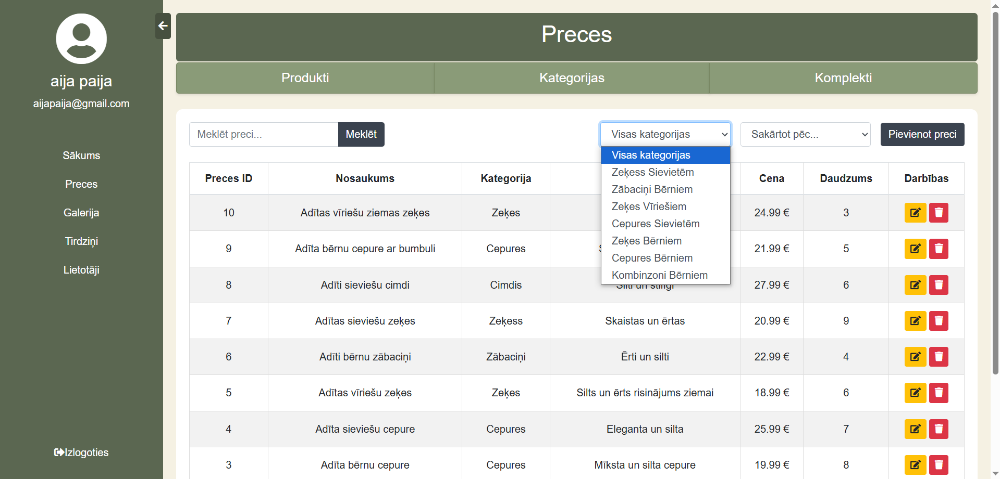 aija paija
aijapaija@gmail.com
Sākums
Preces
Galerija
Tirdziņi
Lietotāji
Izlogoties
Preces
Produkti Kategorijas Komplekti
Meklēt preci... Meklēt Visas kategorijas Sakārtot pēc... Pievienot preci
Visas kategorijas
Zeķess Sievietēm
Zābaciņi Bērniem
Zeķes Vīriešiem
Cepures Sievietēm
Zeķes Bērniem
Cepures Bērniem
Kombinzoni Bērniem
Preces ID Nosaukums Kategorija Cena Daudzums Darbības
10 Adītas vīriešu ziemas zeķes Zeķes 24.99 € 3
9 Adīta bērnu cepure ar bumbuli Cepures 21.99 € 5
8 Adīti sieviešu cimdi Cimdis Silti un stilīgi 27.99 € 6
7 Adītas sieviešu zeķes Zeķess Skaistas un ērtas 20.99 € 9
6 Adīti bērnu zābaciņi Zābaciņi Ērti un silti 22.99 € 4
5 Adītas vīriešu zeķes Zeķes Silts un ērts risinājums ziemai 18.99 € 6
4 Adīta sieviešu cepure Cepures Eleganta un silta 25.99 € 7
3 Adīta bērnu cepure Cepures Mīksta un silta cepure 19.99 € 8